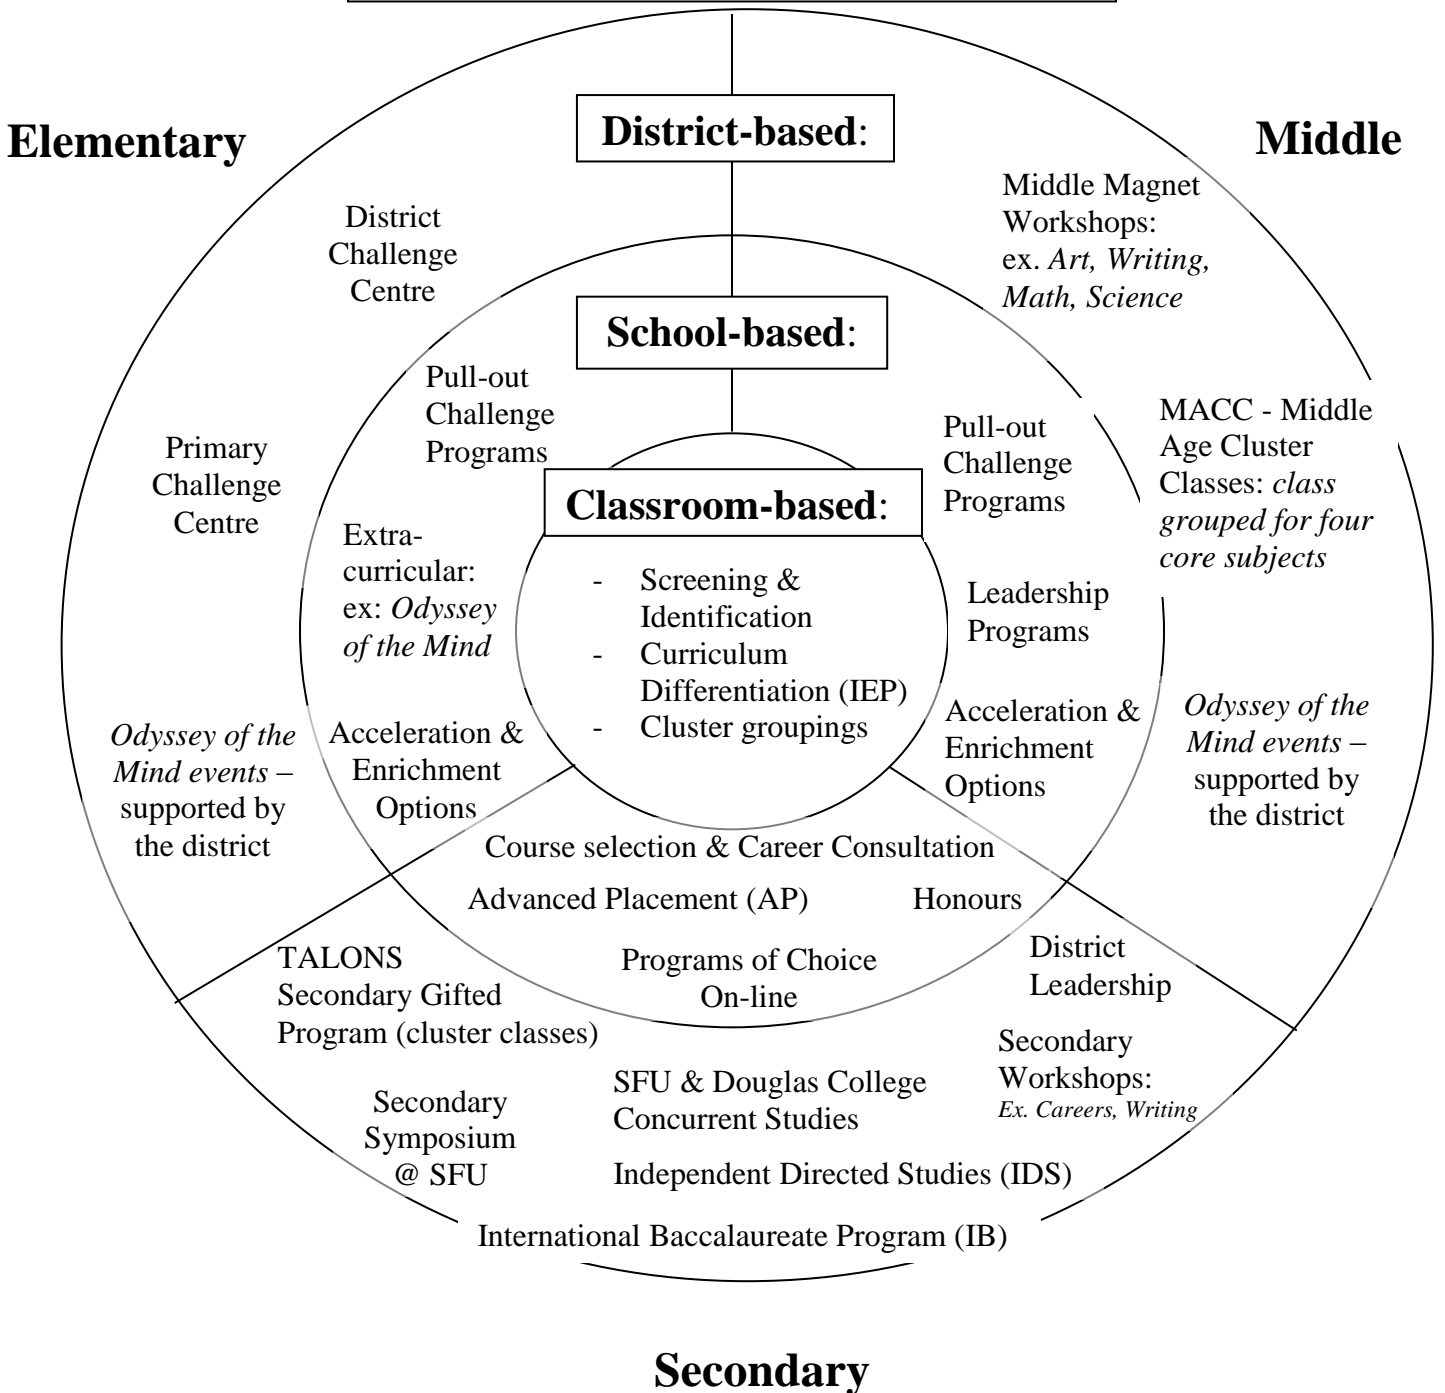 Elementary
Middle
District-based:
District
Challenge
Centre
Middle Magnet
Workshops:
ex. Art, Writing,
Math, Science
School-based:
Pull-out
Challenge
Programs
Primary
Challenge
Centre
Pull-out
Challenge
Programs
MACC - Middle
Age Cluster
Classes: class
grouped for four
core subjects
Classroom-based:
- Screening &
Identification
- Curriculum
Differentiation (IEP)
- Cluster groupings
Extra-
curricular:
ex: Odyssey
of the Mind
Leadership
Programs
Odyssey of the
Mind events –
supported by
the district
Acceleration &
Enrichment
Options
Acceleration &
Enrichment
Options
Odyssey of the
Mind events –
supported by
the district
Course selection & Career Consultation
Advanced Placement (AP)
Honours
Programs of Choice
On-line
TALONS
Secondary Gifted
Program (cluster classes)
District
Leadership
Secondary
Workshops:
Ex. Careers, Writing
Secondary
Symposium
@ SFU
SFU & Douglas College
Concurrent Studies
Independent Directed Studies (IDS)
International Baccalaureate Program (IB)
Secondary